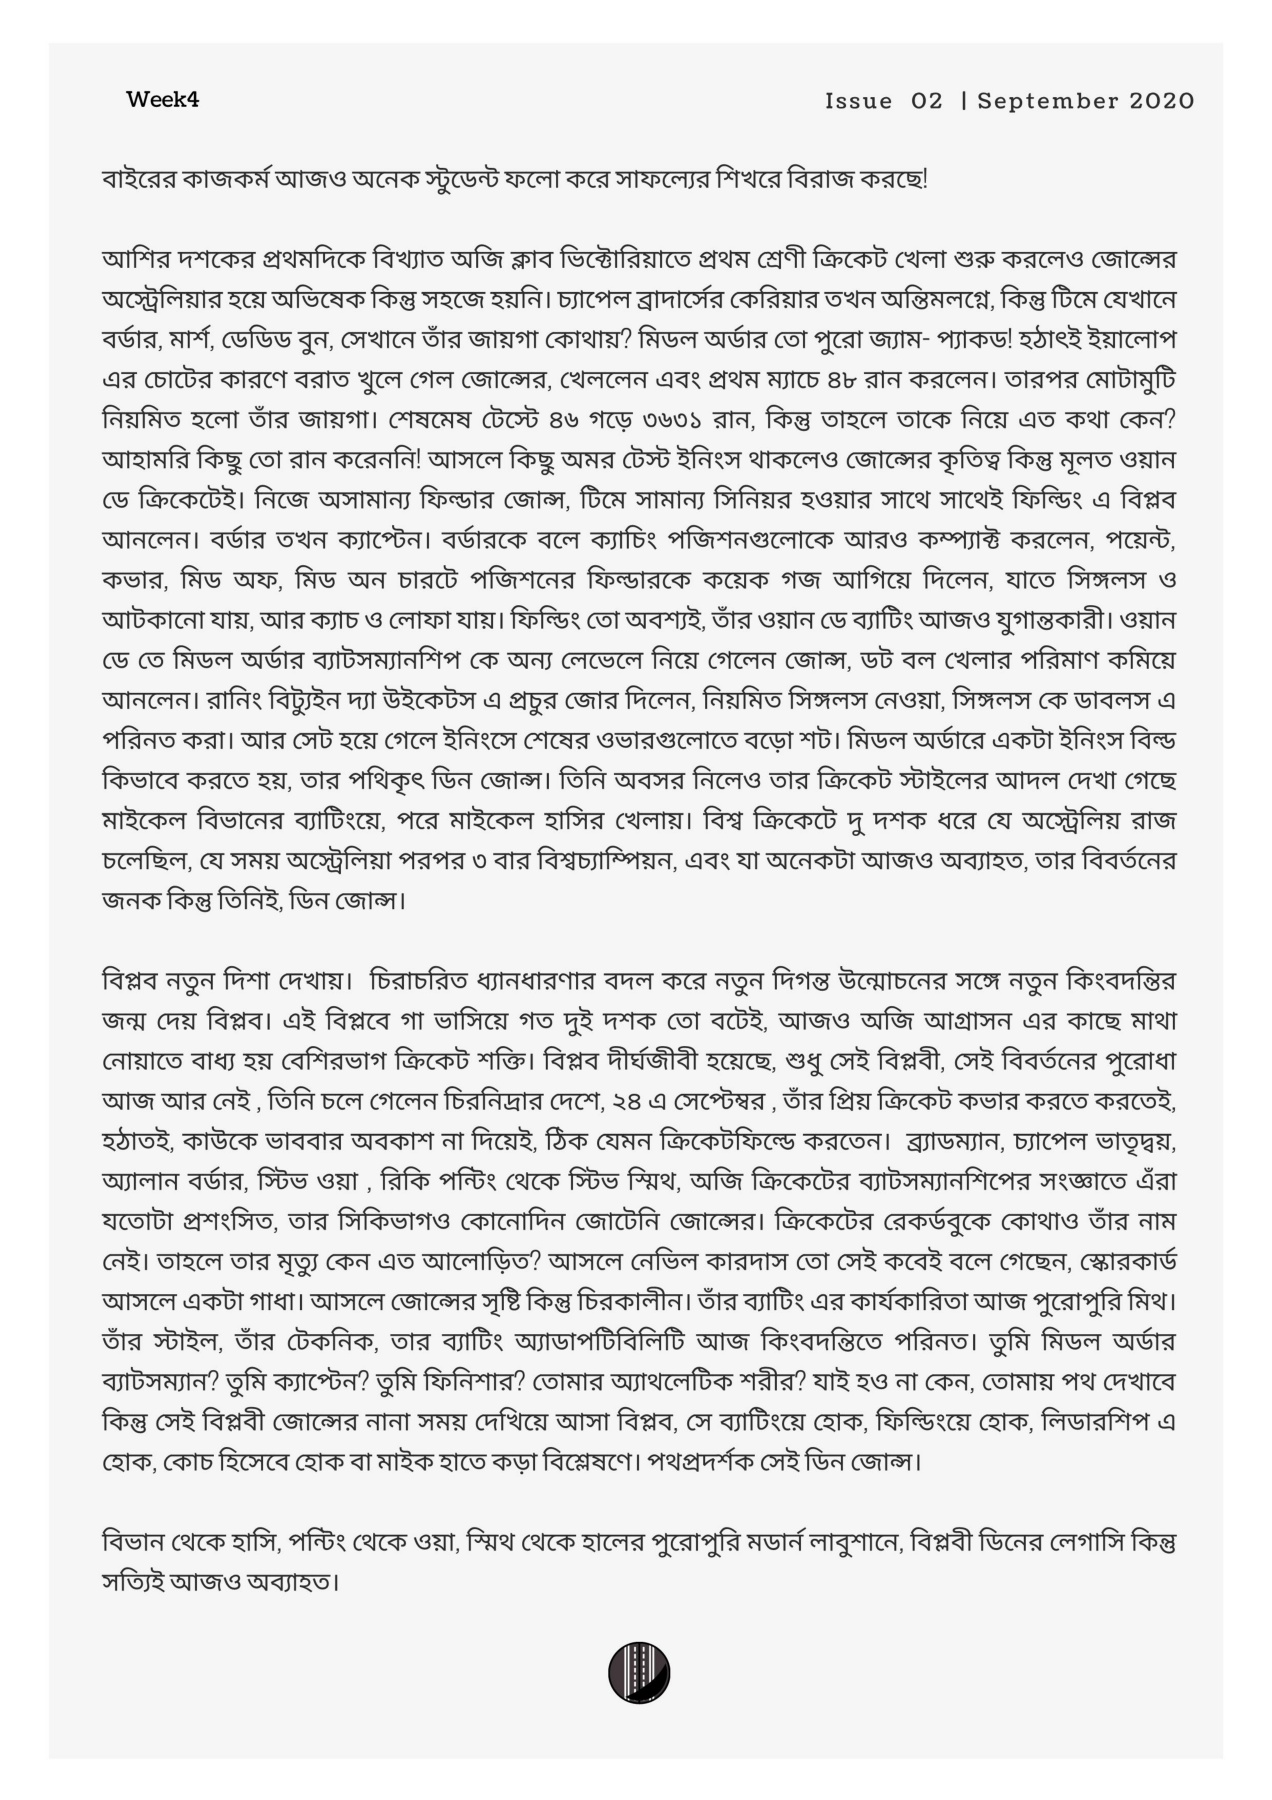 Week4
Issue 02 | September 2020
বাইরের কাজকর্ম আজও অনেক স্টুডেন্ট ফলো করে সাফল্যের শিখরে বিরাজ করছে!
আশির দশকের প্রথমদিকে বিখ্যাত অজি ক্লাব ভিক্টোরিয়াতে প্রথম শ্রেণী ক্রিকেট খেলা শুরু করলেও জোন্সের
অস্ট্রেলিয়ার হয়ে অভিষেক কিন্তু সহজে হয়নি। চ্যাপেল ব্রাদার্সের কেরিয়ার তখন অন্তিমলগ্নে, কিন্তু টিমে যেখানে
বর্ডার, মার্শ, ডেডিড বুন, সেখানে তাঁর জায়গা কোথায়? মিডল অর্ডার তো পুরো জ্যাম- প্যাকড! হঠাৎই ইয়ালোপ
এর চোটের কারণে বরাত খুলে গেল জোন্সের, খেললেন এবং প্রথম ম্যাচে ৪৮ রান করলেন। তারপর মোটামুটি
নিয়মিত হলো তাঁর জায়গা। শেষমেষ টেস্টে ৪৬ গড়ে ৩৬৩১ রান, কিন্তু তাহলে তাকে নিয়ে এত কথা কেন?
আহামরি কিছু তো রান করেননি! আসলে কিছু অমর টেস্ট ইনিংস থাকলেও জোন্সের কৃতিত্ব কিন্তু মূলত ওয়ান
ডে ক্রিকেটেই। নিজে অসামান্য ফিল্ডার জোন্স, টিমে সামান্য সিনিয়র হওয়ার সাথে সাথেই ফিল্ডিং এ বিপ্লব
আনলেন। বর্ডার তখন ক্যাপ্টেন। বর্ডারকে বলে ক্যাচিং পজিশনগুলোকে আরও কম্প্যাক্ট করলেন, পয়েন্ট,
কভার, মিড অফ, মিড অন চারটে পজিশনের ফিল্ডারকে কয়েক গজ আগিয়ে দিলেন, যাতে সিঙ্গলস ও
আটকানো যায়, আর ক্যাচ ও লোফা যায়। ফিল্ডিং তো অবশ্যই, তাঁর ওয়ান ডে ব্যাটিং আজও যুগান্তকারী। ওয়ান
ডে তে মিডল অর্ডার ব্যাটসম্যানশিপ কে অন্য লেভেলে নিয়ে গেলেন জোন্স, ডট বল খেলার পরিমাণ কমিয়ে
আনলেন। রানিং বিট্যুইন দ্যা উইকেটস এ প্রচুর জোর দিলেন, নিয়মিত সিঙ্গলস নেওয়া, সিঙ্গলস কে ডাবলস এ
পরিনত করা। আর সেট হয়ে গেলে ইনিংসে শেষের ওভারগুলোতে বড়ো শট। মিডল অর্ডারে একটা ইনিংস বিল্ড
কিভাবে করতে হয়, তার পথিকৃৎ ডিন জোন্স। তিনি অবসর নিলেও তার ক্রিকেট স্টাইলের আদল দেখা গেছে
মাইকেল বিভানের ব্যাটিংয়ে, পরে মাইকেল হাসির খেলায়। বিশ্ব ক্রিকেটে দু দশক ধরে যে অস্ট্রেলিয় রাজ
চলেছিল, যে সময় অস্ট্রেলিয়া পরপর ৩ বার বিশ্বচ্যাম্পিয়ন, এবং যা অনেকটা আজও অব্যাহত, তার বিবর্তনের
জনক কিন্তু তিনিই, ডিন জোন্স।
বিপ্লব নতুন দিশা দেখায়। চিরাচরিত ধ্যানধারণার বদল করে নতুন দিগন্ত উন্মোচনের সঙ্গে নতুন কিংবদন্তির
জন্ম দেয় বিপ্লব। এই বিপ্লবে গা ভাসিয়ে গত দুই দশক তো বটেই, আজও অজি আগ্রাসন এর কাছে মাথা
নোয়াতে বাধ্য হয় বেশিরভাগ ক্রিকেট শক্তি। বিপ্লব দীর্ঘজীবী হয়েছে, শুধু সেই বিপ্লবী, সেই বিবর্তনের পুরোধা
আজ আর নেই , তিনি চলে গেলেন চিরনিদ্রার দেশে, ২৪ এ সেপ্টেম্বর , তাঁর প্রিয় ক্রিকেট কভার করতে করতেই,
হঠাতই, কাউকে ভাববার অবকাশ না দিয়েই, ঠিক যেমন ক্রিকেটফিল্ডে করতেন। ব্র্যাডম্যান, চ্যাপেল ভাতৃদ্বয়,
অ্যালান বর্ডার, স্টিভ ওয়া , রিকি পন্টিং থেকে স্টিভ স্মিথ, অজি ক্রিকেটের ব্যাটসম্যানশিপের সংজ্ঞাতে এঁরা
যতোটা প্রশংসিত, তার সিকিভাগও কোনোদিন জোটেনি জোন্সের। ক্রিকেটের রেকর্ডবুকে কোথাও তাঁর নাম
নেই। তাহলে তার মৃত্যু কেন এত আলোড়িত? আসলে নেভিল কারদাস তো সেই কবেই বলে গেছেন, স্কোরকার্ড
আসলে একটা গাধা। আসলে জোন্সের সৃষ্টি কিন্তু চিরকালীন। তাঁর ব্যাটিং এর কার্যকারিতা আজ পুরোপুরি মিথ।
তাঁর স্টাইল, তাঁর টেকনিক, তার ব্যাটিং অ্যাডাপটিবিলিটি আজ কিংবদন্তিতে পরিনত। তুমি মিডল অর্ডার
ব্যাটসম্যান? তুমি ক্যাপ্টেন? তুমি ফিনিশার? তোমার অ্যাথলেটিক শরীর? যাই হও না কেন, তোমায় পথ দেখাবে
কিন্তু সেই বিপ্লবী জোন্সের নানা সময় দেখিয়ে আসা বিপ্লব, সে ব্যাটিংয়ে হোক, ফিল্ডিংয়ে হোক, লিডারশিপ এ
হোক, কোচ হিসেবে হোক বা মাইক হাতে কড়া বিশ্লেষণে। পথপ্রদর্শক সেই ডিন জোন্স।
বিভান থেকে হাসি, পন্টিং থেকে ওয়া, স্মিথ থেকে হালের পুরোপুরি মডার্ন লাবুশানে, বিপ্লবী ডিনের লেগাসি কিন্তু
সত্যিই আজও অব্যাহত।